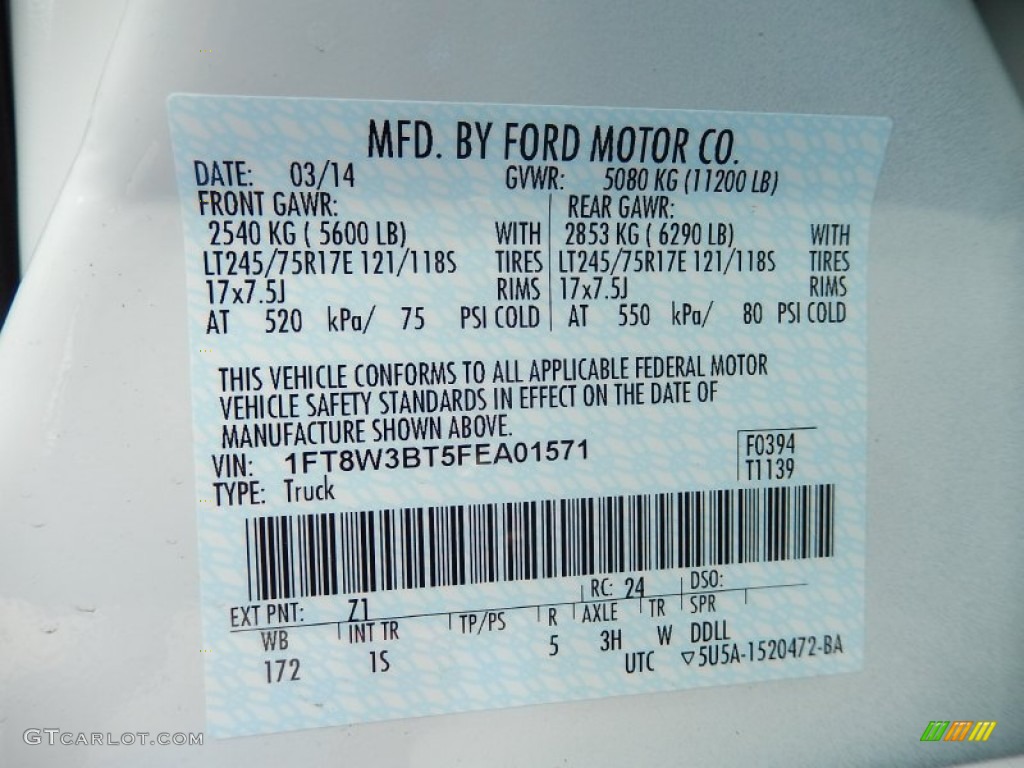 MFD. BY FORD MOTOR CO.
DATE: 03/14 GVWR: 5080 KG (11200 LB)
FRONT GAWR: REAR GAWR:
2540 KG ( 5600 LB) WITH 2853 KG ( 6290 LB) WITH
LT245/75R17E 121/118S TIRES LT245/75R17E 121/118S TIRES
17x7.5J RIMS 17x7.5J RIMS
AT 520 kPa/ 75 PSI COLD AT 550 kPa/ 80 PSI COLD
THIS VEHICLE CONFORMS TO ALL APPLICABLE FEDERAL MOTOR
VEHICLE SAFETY STANDARDS IN EFFECT ON THE DATE OF
MANUFACTURE SHOWN ABOVE.
VIN: 1FT8W3BT5FEA01571 F0394
TYPE: Truck T1139
EXT PNT: Z1 RC: 24 DSO:
WB INT TR TP/PS R AXLE TR SPR
172 1S 5 3H W DDLL
UTC ▽5U5A-1520472-BA
GTCARLOT.COM